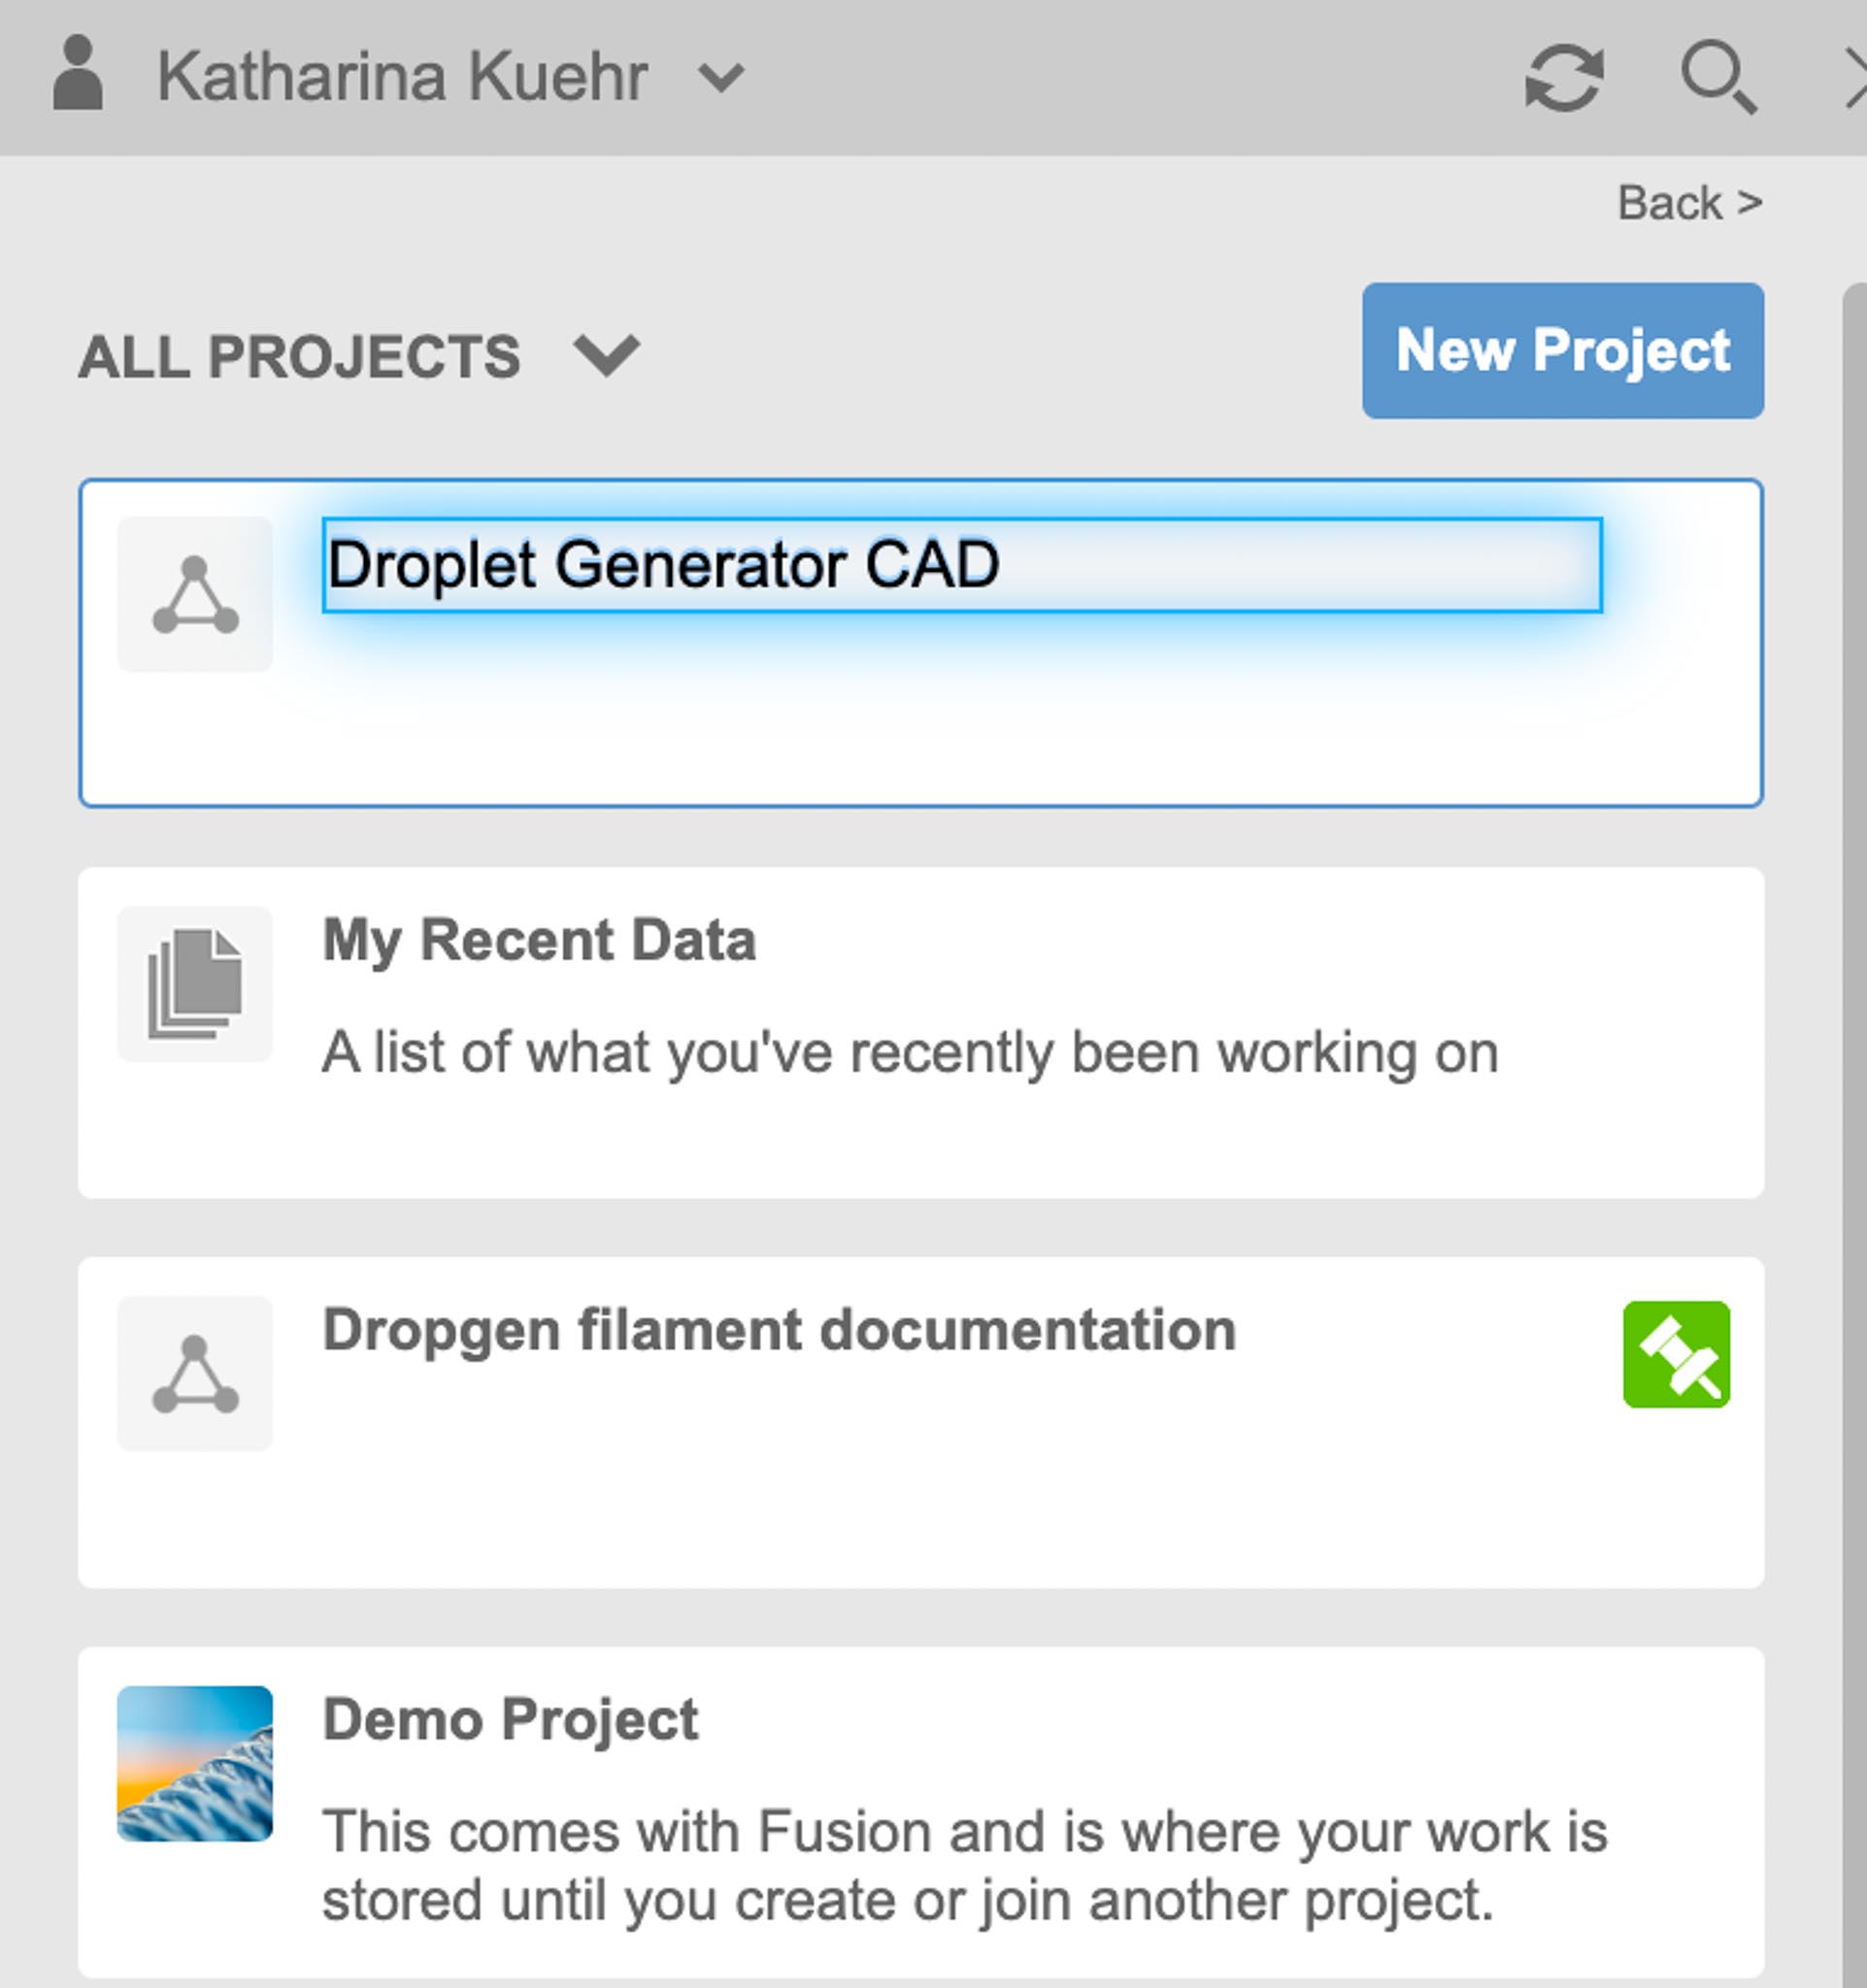 Katharina Kuehr
Back >
ALL PROJECTS
New Project
Droplet Generator CAD
My Recent Data
A list of what you've recently been working on
Dropgen filament documentation
Demo Project
This comes with Fusion and is where your work is
stored until you create or join another project.